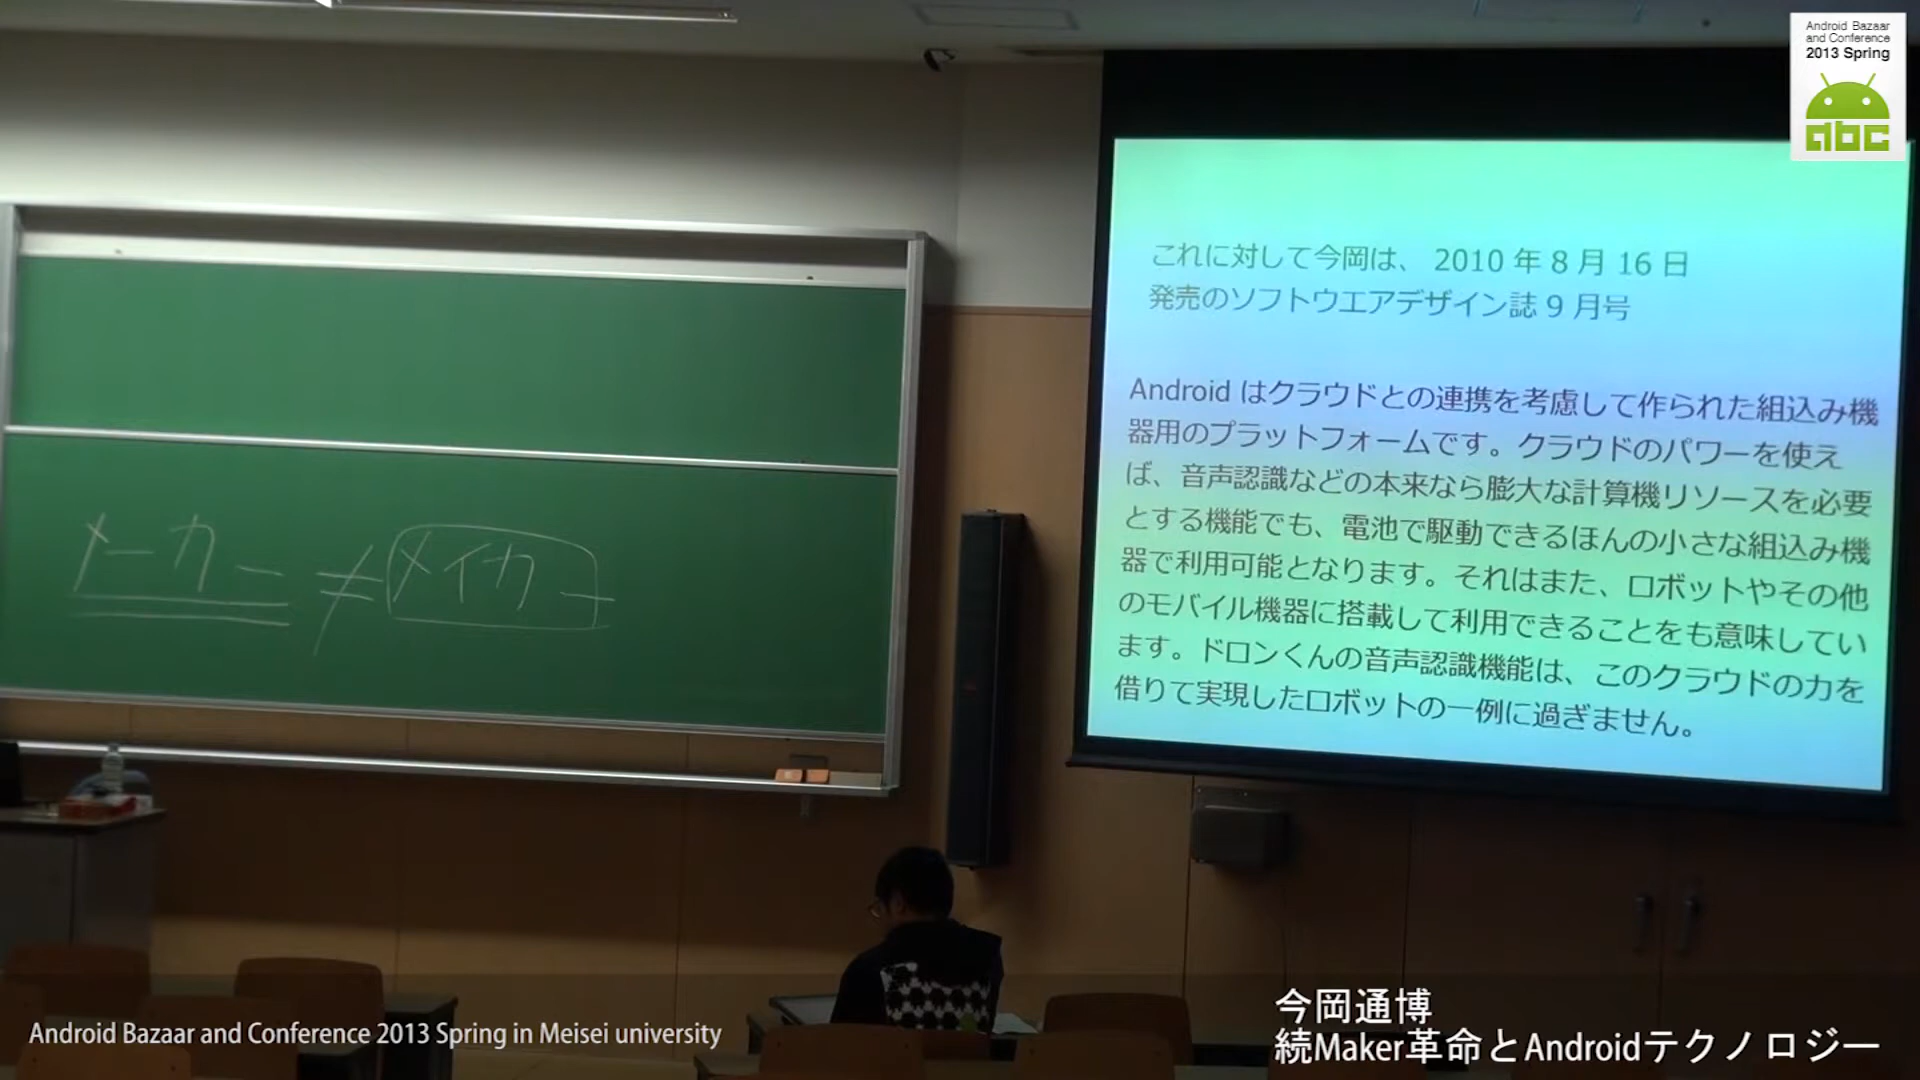 Android Bazaar
and Conference
2013 Spring
abc
これに対して今岡は、 2010 年 8 月 16 日
発売のソフトウエアデザイン誌 9 月号
Android はクラウドとの連携を考慮して作られた組込み機
器用のプラットフォームです。クラウドのパワーを使え
ば、音声認識などの本来なら膨大な計算機リソースを必要
とする機能でも、電池で駆動できるほんの小さな組込み機
器で利用可能となります。それはまた、ロボットやその他
のモバイル機器に搭載して利用できることをも意味してい
ます。ドロンくんの音声認識機能は、このクラウドの力を
借りて実現したロボットの一例に過ぎません。
メーカー ≠ メイカー
今岡通博
続Maker革命とAndroidテクノロジー
Android Bazaar and Conference 2013 Spring in Meisei university